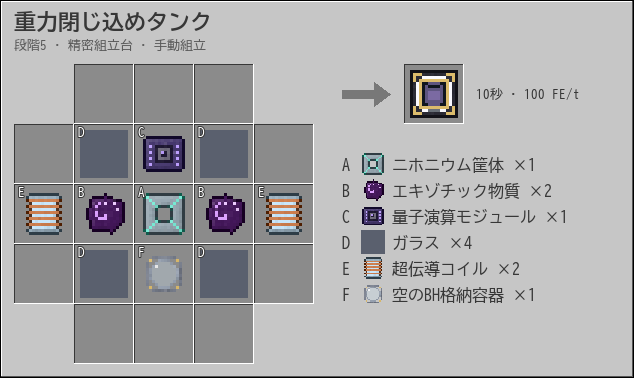 重力閉じ込めタンク
段階5 · 精密組立台 · 手動組立
D C D
E B A B E
D F D
10秒 · 100 FE/t
A ニホニウム筐体 ×1
B エキゾチック物質 ×2
C 量子演算モジュール ×1
D ガラス ×4
E 超伝導コイル ×2
F 空のBH格納容器 ×1